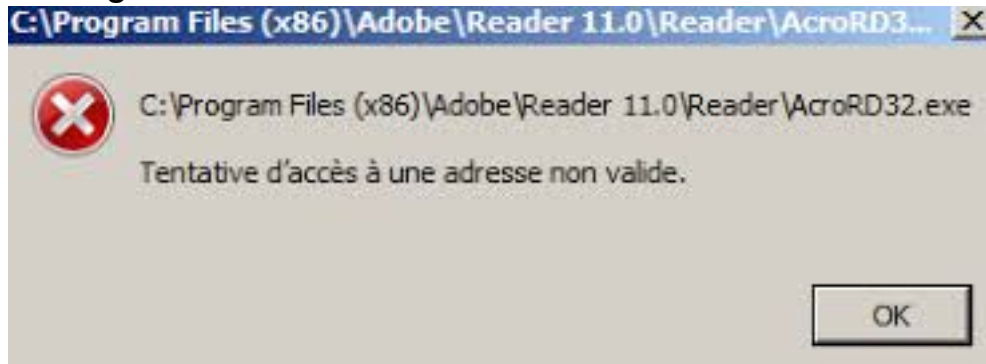 C:\Program Files (x86)\Adobe\Reader 11.0\Reader\AcroRD3...
C:\Program Files (x86)\Adobe\Reader 11.0\Reader\AcroRD32.exe
Tentative d'accès à une adresse non valide.
OK